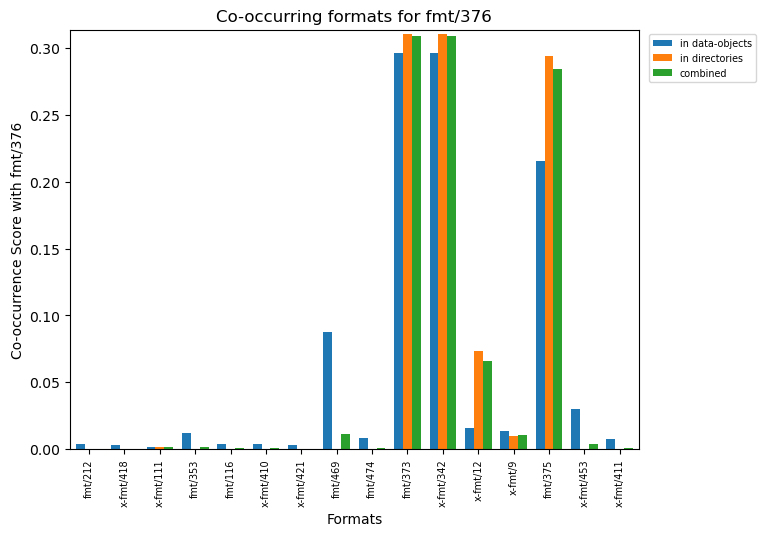 Co-occurring formats for fmt/376
in data-objects
in directories
combined
Co-occurrence Score with fmt/376
0.30
0.25
0.20
0.15
0.10
0.05
0.00
fmt/212
x-fmt/418
x-fmt/111
fmt/353
fmt/116
x-fmt/410
x-fmt/421
fmt/469
fmt/474
fmt/373
x-fmt/342
x-fmt/12
x-fmt/9
fmt/375
x-fmt/453
x-fmt/411
Formats